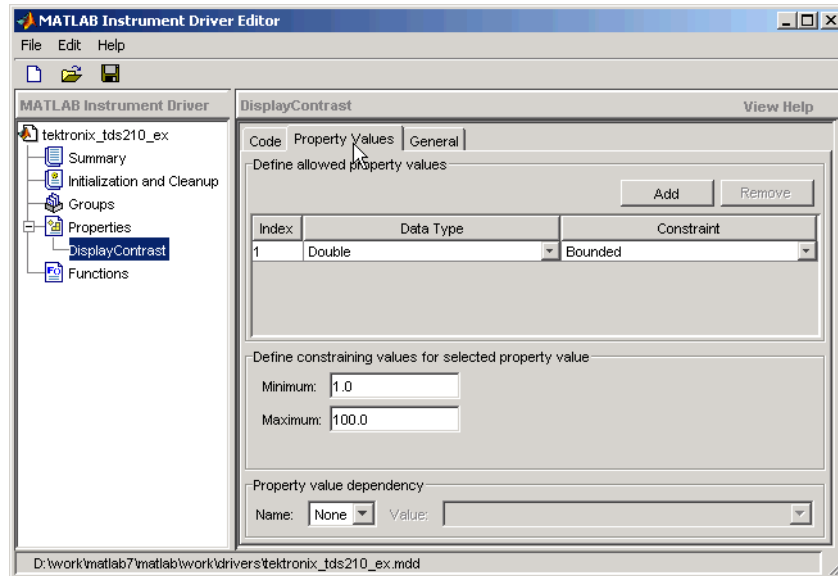 MATLAB Instrument Driver Editor
File Edit Help
MATLAB Instrument Driver
DisplayContrast
View Help
tektronix_tds210_ex
Summary
Initialization and Cleanup
Groups
Properties
DisplayContrast
Functions
Code Property Values General
Define allowed property values
Add Remove
Index Data Type Constraint
1 Double Bounded
Define constraining values for selected property value
Minimum: 1.0
Maximum: 100.0
Property value dependency
Name: None Value:
D:\work\matlab7\matlab\work\drivers\tektronix_tds210_ex.mdd